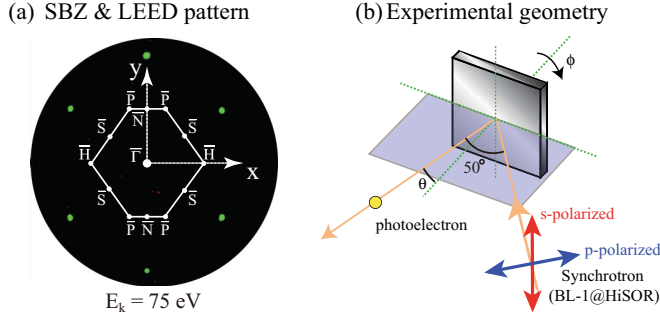 (a) SBZ & LEED pattern
y
P̅ P̅
N̅
S̅ S̅
H̅ Γ̅ H̅
x
S̅ S̅
P̅ N̅ P̅
E_k = 75 eV
(b) Experimental geometry
ϕ
50°
θ
photoelectron
s-polarized
p-polarized
Synchrotron
(BL-1@HiSOR)